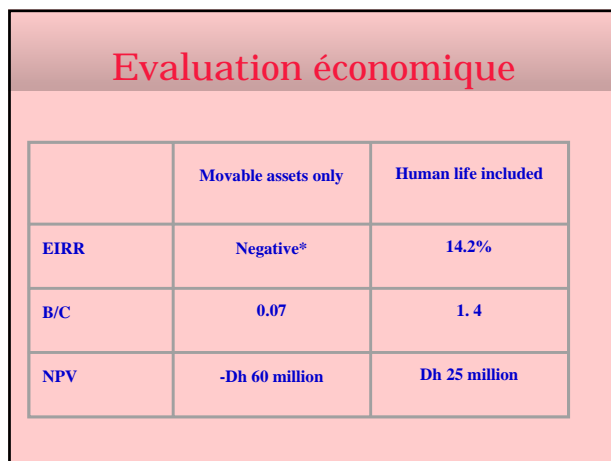 Evaluation économique
Movable assets only Human life included
EIRR Negative* 14.2%
B/C 0.07 1. 4
NPV -Dh 60 million Dh 25 million